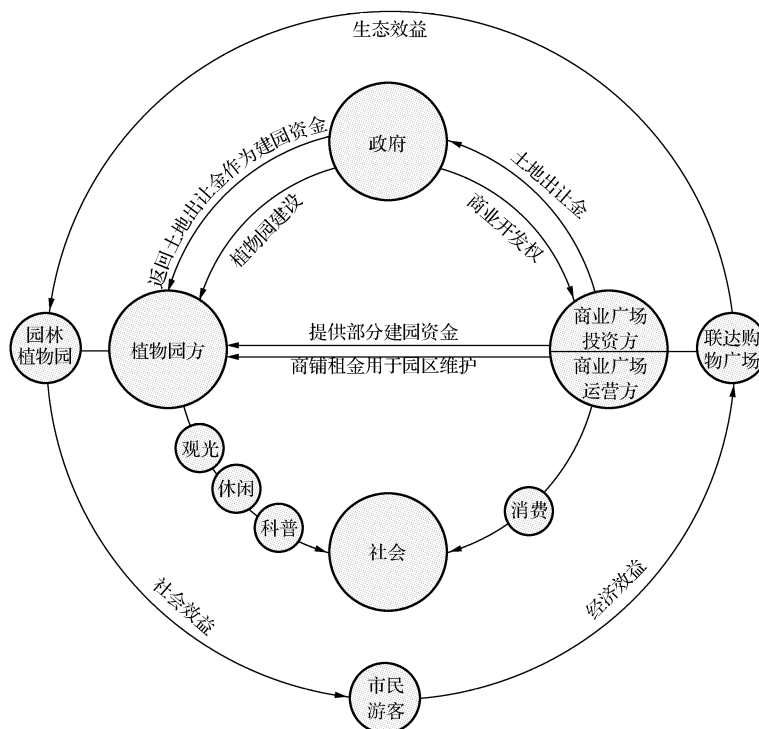 生态效益
政府
返回土地出让金作为建园资金
植物园建设
土地出让金
商业开发权
园林
植物园
植物园方
提供部分建园资金
商铺租金用于园区维护
商业广场
投资方
商业广场
运营方
联达购
物广场
观光
休闲
科普
消费
社会
社会效益
经济效益
市民
游客